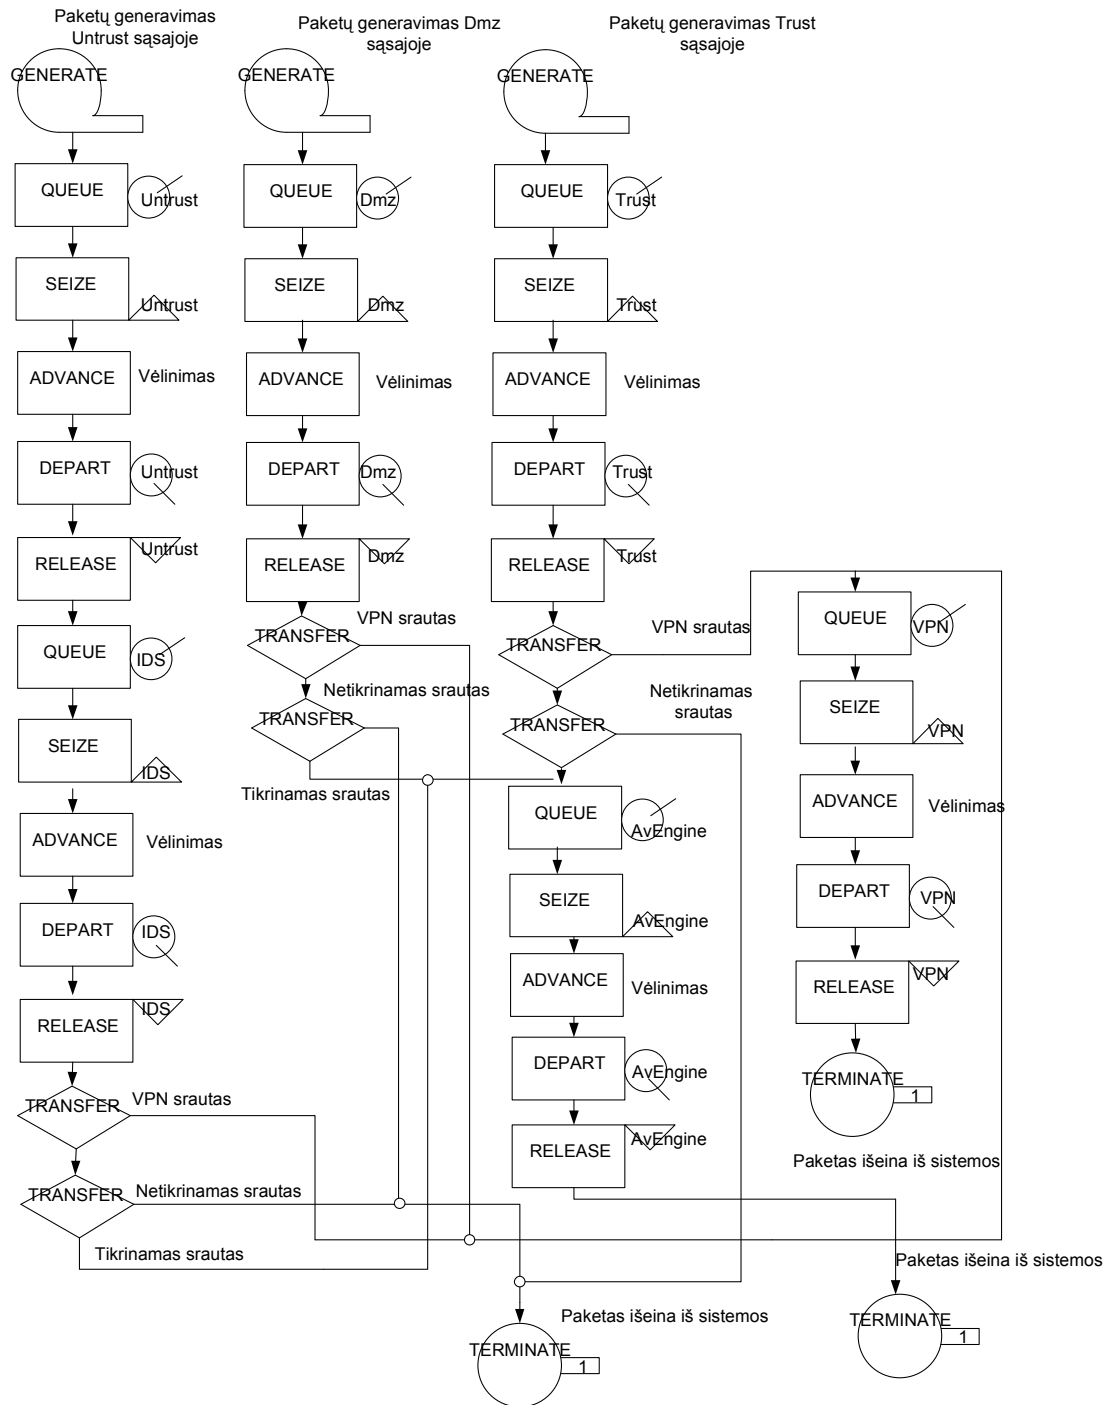 Paketų generavimas
Untrust sąsajoje
Paketų generavimas Dmz
sąsajoje
Paketų generavimas Trust
sąsajoje
GENERATE
GENERATE
GENERATE
QUEUE
Untrust
QUEUE
Dmz
QUEUE
Trust
SEIZE
Untrust
SEIZE
Dmz
SEIZE
Trust
ADVANCE
Vėlinimas
ADVANCE
Vėlinimas
ADVANCE
Vėlinimas
DEPART
Untrust
DEPART
Dmz
DEPART
Trust
RELEASE
Untrust
RELEASE
Dmz
RELEASE
Trust
QUEUE
IDS
TRANSFER
VPN srautas
TRANSFER
VPN srautas
QUEUE
VPN
TRANSFER
Netikrinamas srautas
TRANSFER
Netikrinamas
srautas
SEIZE
VPN
SEIZE
IDS
Tikrinamas srautas
QUEUE
AvEngine
ADVANCE
Vėlinimas
ADVANCE
Vėlinimas
SEIZE
AvEngine
DEPART
VPN
DEPART
IDS
ADVANCE
Vėlinimas
RELEASE
VPN
RELEASE
IDS
DEPART
AvEngine
TERMINATE
1
TRANSFER
VPN srautas
RELEASE
AvEngine
Paketas išeina iš sistemos
TRANSFER
Netikrinamas srautas
Tikrinamas srautas
Paketas išeina iš sistemos
Paketas išeina iš sistemos
TERMINATE
1
TERMINATE
1